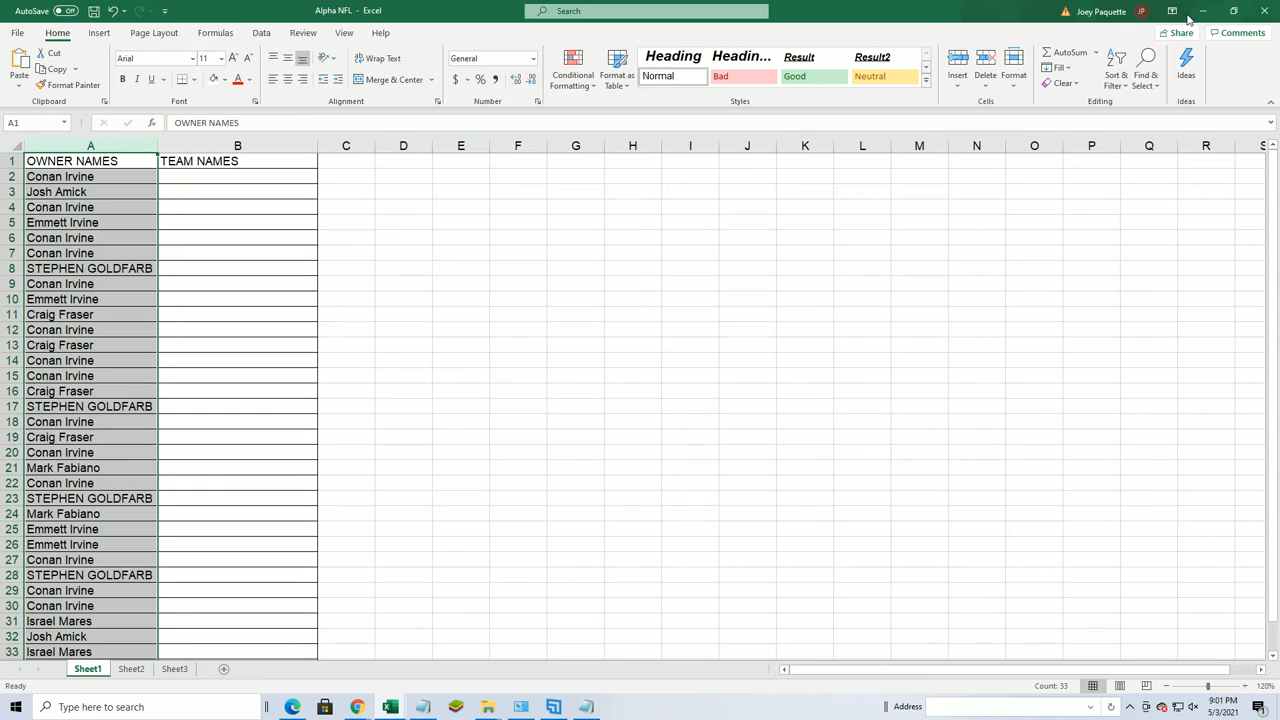 AutoSave Off Alpha NFL - Excel Search Joey Paquette JP
File Home Insert Page Layout Formulas Data Review View Help Share Comments
Cut
Copy
Format Painter
Paste
Clipboard
Arial 11
B I U
Font
Wrap Text
Merge & Center
Alignment
General
$ % ,
Number
Conditional Formatting
Format as Table
Heading Headin... Result Result2
Normal Bad Good Neutral
Styles
Insert Delete Format
Cells
AutoSum
Fill
Clear
Sort & Filter
Find & Select
Editing
Ideas
Ideas
A1 fx OWNER NAMES
A B C D E F G H I J K L M N O P Q R S
1 OWNER NAMES TEAM NAMES
2 Conan Irvine
3 Josh Amick
4 Conan Irvine
5 Emmett Irvine
6 Conan Irvine
7 Conan Irvine
8 STEPHEN GOLDFARB
9 Conan Irvine
10 Emmett Irvine
11 Craig Fraser
12 Conan Irvine
13 Craig Fraser
14 Conan Irvine
15 Conan Irvine
16 Craig Fraser
17 STEPHEN GOLDFARB
18 Conan Irvine
19 Craig Fraser
20 Conan Irvine
21 Mark Fabiano
22 Conan Irvine
23 STEPHEN GOLDFARB
24 Mark Fabiano
25 Emmett Irvine
26 Emmett Irvine
27 Conan Irvine
28 STEPHEN GOLDFARB
29 Conan Irvine
30 Conan Irvine
31 Israel Mares
32 Josh Amick
33 Israel Mares
Sheet1 Sheet2 Sheet3
Ready Count: 33 120%
Type here to search Address 9:01 PM
5/3/2021